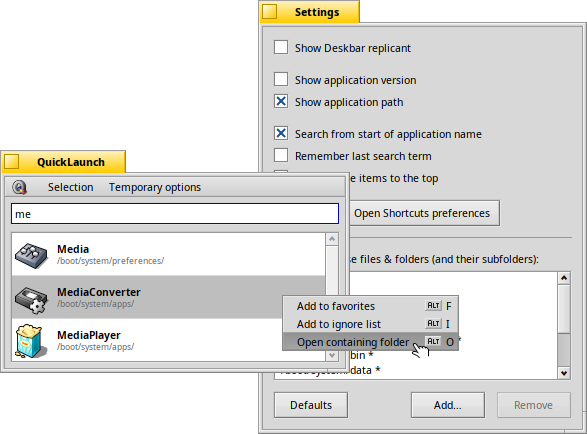 Settings
Show Deskbar replicant
Show application version
Show application path
Search from start of application name
Remember last search term
items to the top
Open Shortcuts preferences
files & folders (and their subfolders):
bin *
data *
Defaults
Add...
Remove
QuickLaunch
Selection Temporary options
me
Media
/boot/system/preferences/
MediaConverter
/boot/system/apps/
MediaPlayer
/boot/system/apps/
Add to favorites ALT F
Add to ignore list ALT I
Open containing folder ALT O